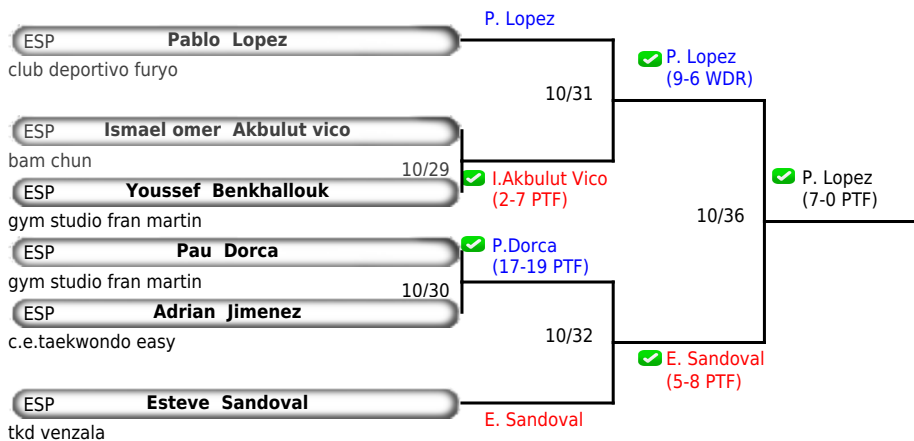 P. Lopez
ESP Pablo Lopez
club deportivo furyo
P. Lopez
(9-6 WDR)
10/31
ESP Ismael omer Akbulut vico
bam chun
10/29
I.Akbulut Vico
(2-7 PTF)
ESP Youssef Benkhallouk
gym studio fran martin
P. Lopez
(7-0 PTF)
10/36
ESP Pau Dorca
gym studio fran martin
P.Dorca
(17-19 PTF)
10/30
ESP Adrian Jimenez
c.e.taekwondo easy
10/32
E. Sandoval
(5-8 PTF)
ESP Esteve Sandoval
tkd venzala
E. Sandoval